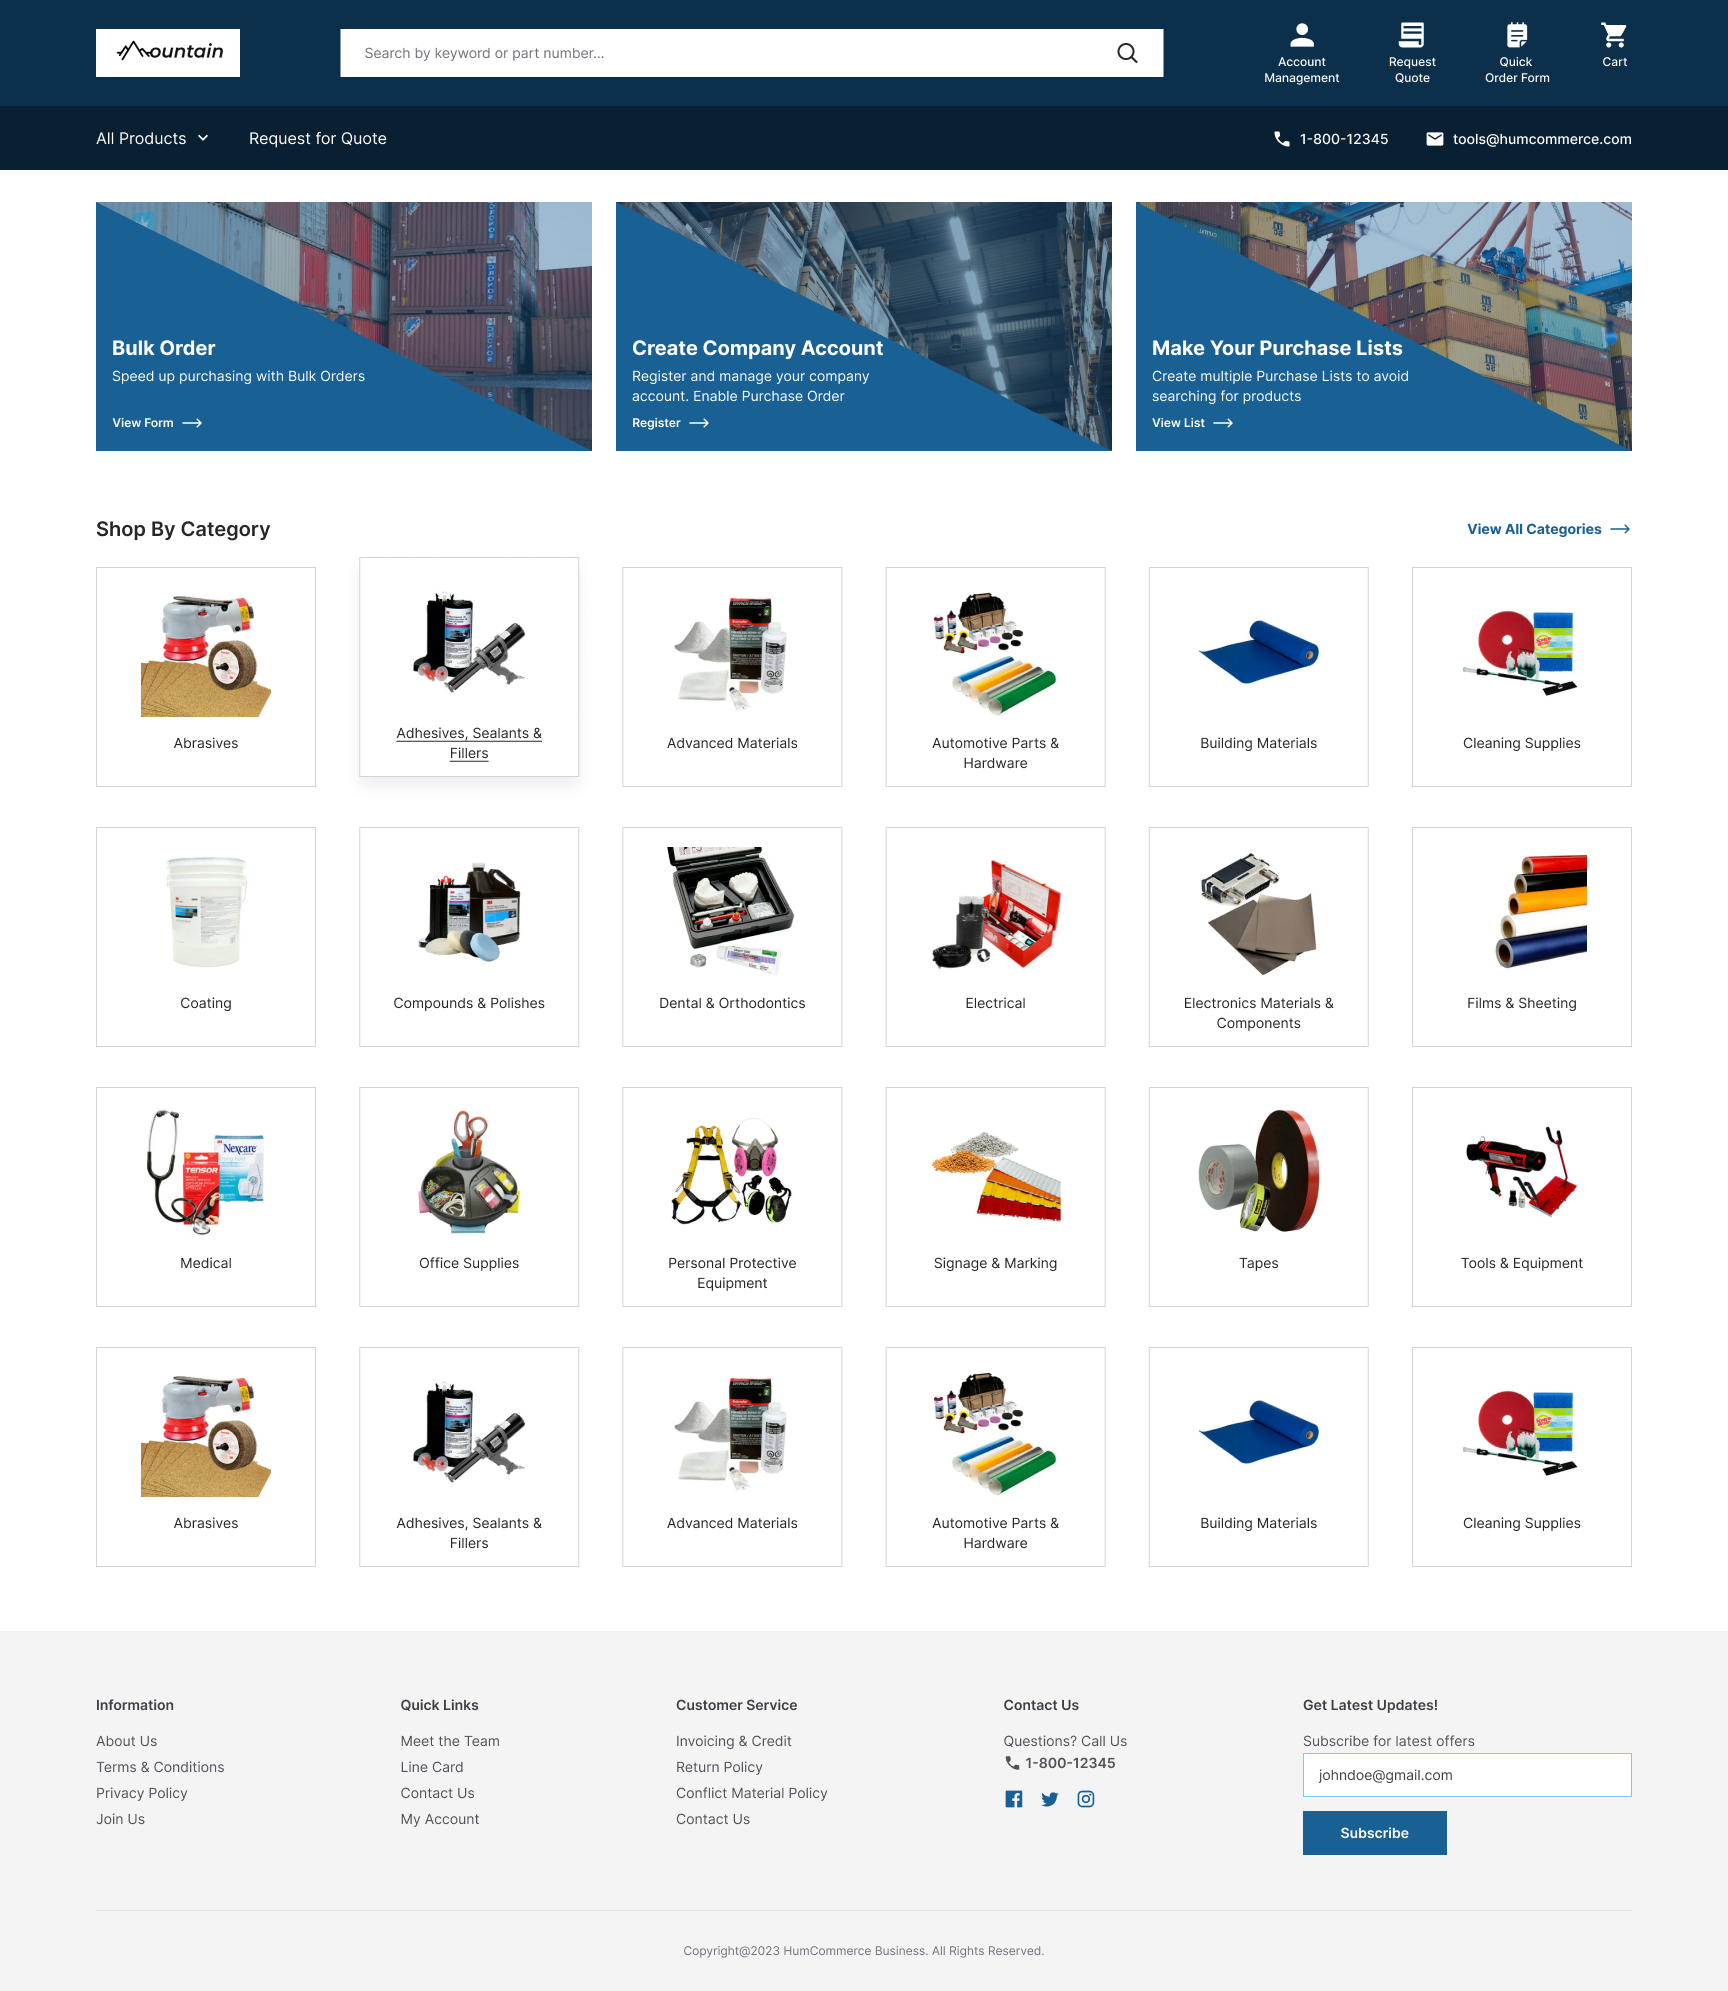 Mountain
Search by keyword or part number...
Account
Management
Request
Quote
Quick
Order Form
Cart
All Products
Request for Quote
1-800-12345
tools@humcommerce.com
Bulk Order
Speed up purchasing with Bulk Orders
View Form
Create Company Account
Register and manage your company
account. Enable Purchase Order
Register
Make Your Purchase Lists
Create multiple Purchase Lists to avoid
searching for products
View List
Shop By Category
View All Categories
Abrasives
Adhesives, Sealants &
Fillers
Advanced Materials
Automotive Parts &
Hardware
Building Materials
Cleaning Supplies
Coating
Compounds & Polishes
Dental & Orthodontics
Electrical
Electronics Materials &
Components
Films & Sheeting
Nexcare
TENSOR
Medical
Office Supplies
Personal Protective
Equipment
Signage & Marking
Tapes
Tools & Equipment
Abrasives
Adhesives, Sealants &
Fillers
Advanced Materials
Automotive Parts &
Hardware
Building Materials
Cleaning Supplies
Information
About Us
Terms & Conditions
Privacy Policy
Join Us
Quick Links
Meet the Team
Line Card
Contact Us
My Account
Customer Service
Invoicing & Credit
Return Policy
Conflict Material Policy
Contact Us
Contact Us
Questions? Call Us
1-800-12345
Get Latest Updates!
Subscribe for latest offers
johndoe@gmail.com
Subscribe
Copyright@2023 HumCommerce Business. All Rights Reserved.